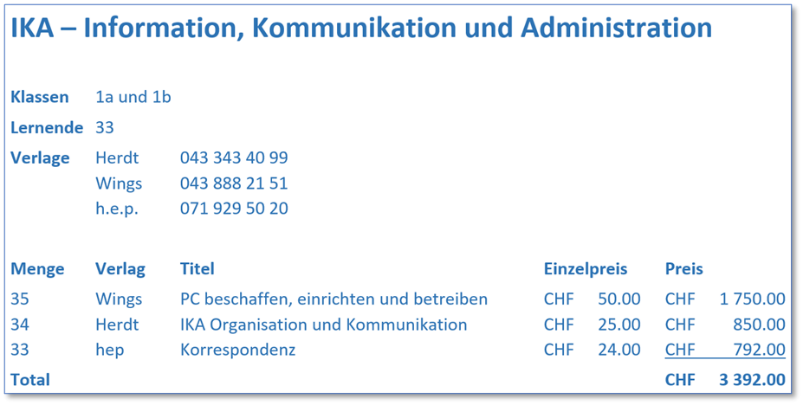 IKA – Information, Kommunikation und Administration
Klassen 1a und 1b
Lernende 33
Verlage Herdt 043 343 40 99
Wings 043 888 21 51
h.e.p. 071 929 50 20
Menge Verlag Titel Einzelpreis Preis
35 Wings PC beschaffen, einrichten und betreiben CHF 50.00 CHF 1 750.00
34 Herdt IKA Organisation und Kommunikation CHF 25.00 CHF 850.00
33 hep Korrespondenz CHF 24.00 CHF 792.00
Total CHF 3 392.00